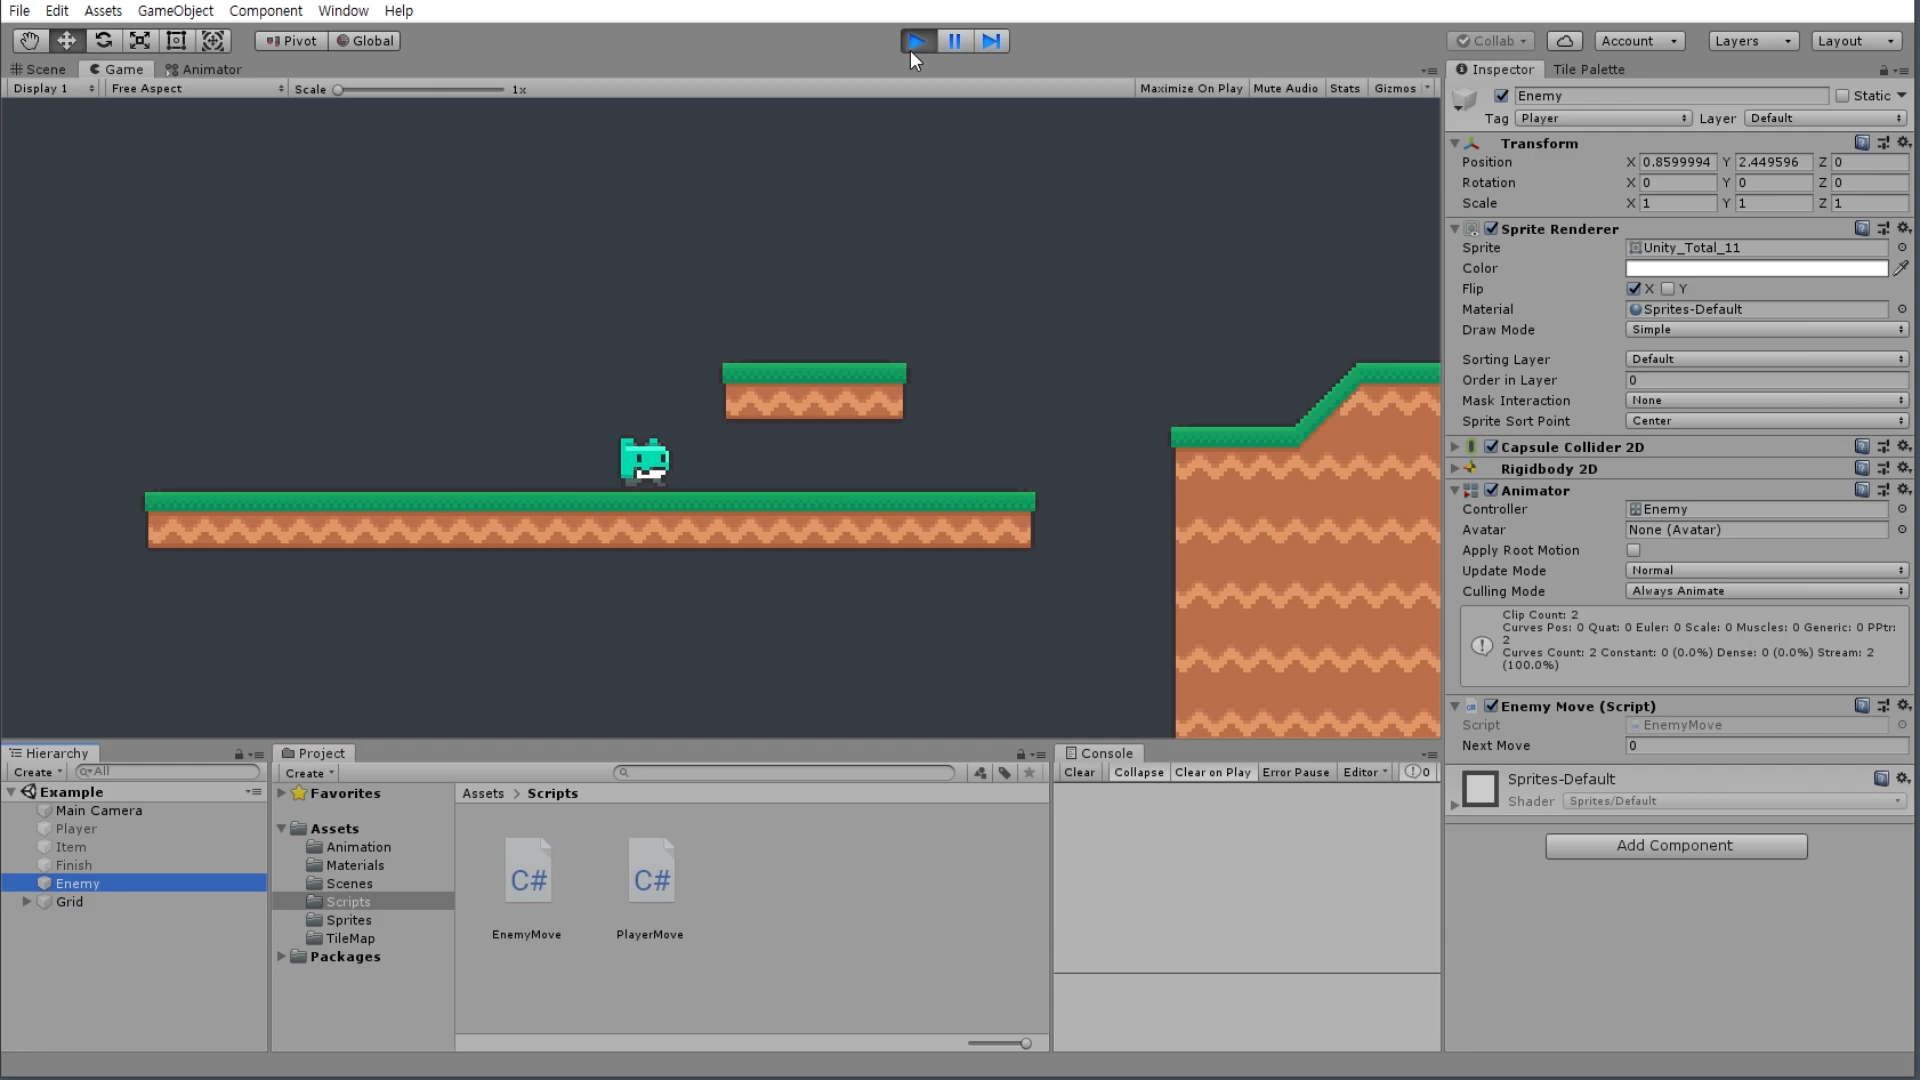 File Edit Assets GameObject Component Window Help
Pivot Global Collab Account Layers Layout
Scene Game Animator
Display 1 Free Aspect Scale 1x Maximize On Play Mute Audio Stats Gizmos
Inspector Tile Palette
Enemy Static
Tag Player Layer Default
Transform
Position X 0.8599994 Y 2.449596 Z 0
Rotation X 0 Y 0 Z 0
Scale X 1 Y 1 Z 1
Sprite Renderer
Sprite Unity_Total_11
Color
Flip X Y
Material Sprites-Default
Draw Mode Simple
Sorting Layer Default
Order in Layer 0
Mask Interaction None
Sprite Sort Point Center
Capsule Collider 2D
Rigidbody 2D
Animator
Controller Enemy
Avatar None (Avatar)
Apply Root Motion
Update Mode Normal
Culling Mode Always Animate
Clip Count: 2
Curves Pos: 0 Quat: 0 Euler: 0 Scale: 0 Muscles: 0 Generic: 0 PPtr:
2
Curves Count: 2 Constant: 0 (0.0%) Dense: 0 (0.0%) Stream: 2
(100.0%)
Enemy Move (Script)
Script EnemyMove
Next Move 0
Sprites-Default
Shader Sprites/Default
Add Component
Hierarchy
Create All
Example
Main Camera
Player
Item
Finish
Enemy
Grid
Project
Create
Favorites
Assets
Animation
Materials
Scenes
Scripts
Sprites
TileMap
Packages
Assets > Scripts
C# C#
EnemyMove PlayerMove
Console
Clear Collapse Clear on Play Error Pause Editor 0